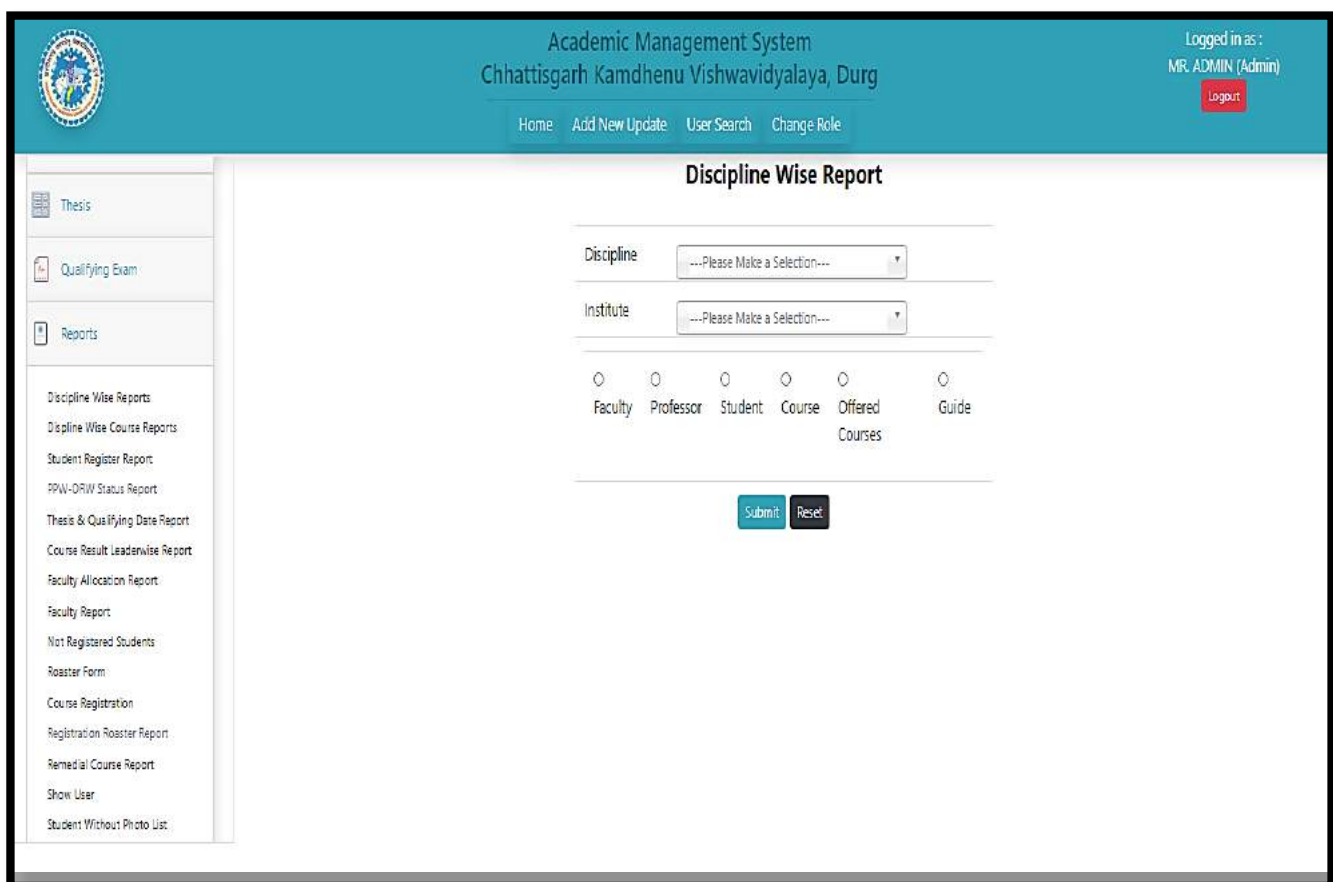 Academic Management System
Chhattisgarh Kamdhenu Vishwavidyalaya, Durg
Logged in as :
MR. ADMIN (Admin)
Logout
Home Add New Update User Search Change Role
Thesis
Qualifying Exam
Reports
Discipline Wise Reports
Displine Wise Course Reports
Student Register Report
PPW-ORW Status Report
Thesis & Qualifying Date Report
Course Result Leaderwise Report
Faculty Allocation Report
Faculty Report
Not Registered Students
Roaster Form
Course Registration
Registration Roaster Report
Remedial Course Report
Show User
Student Without Photo List
Discipline Wise Report
Discipline ---Please Make a Selection---
Institute ---Please Make a Selection---
Faculty Professor Student Course Offered Guide
Courses
Submit Reset